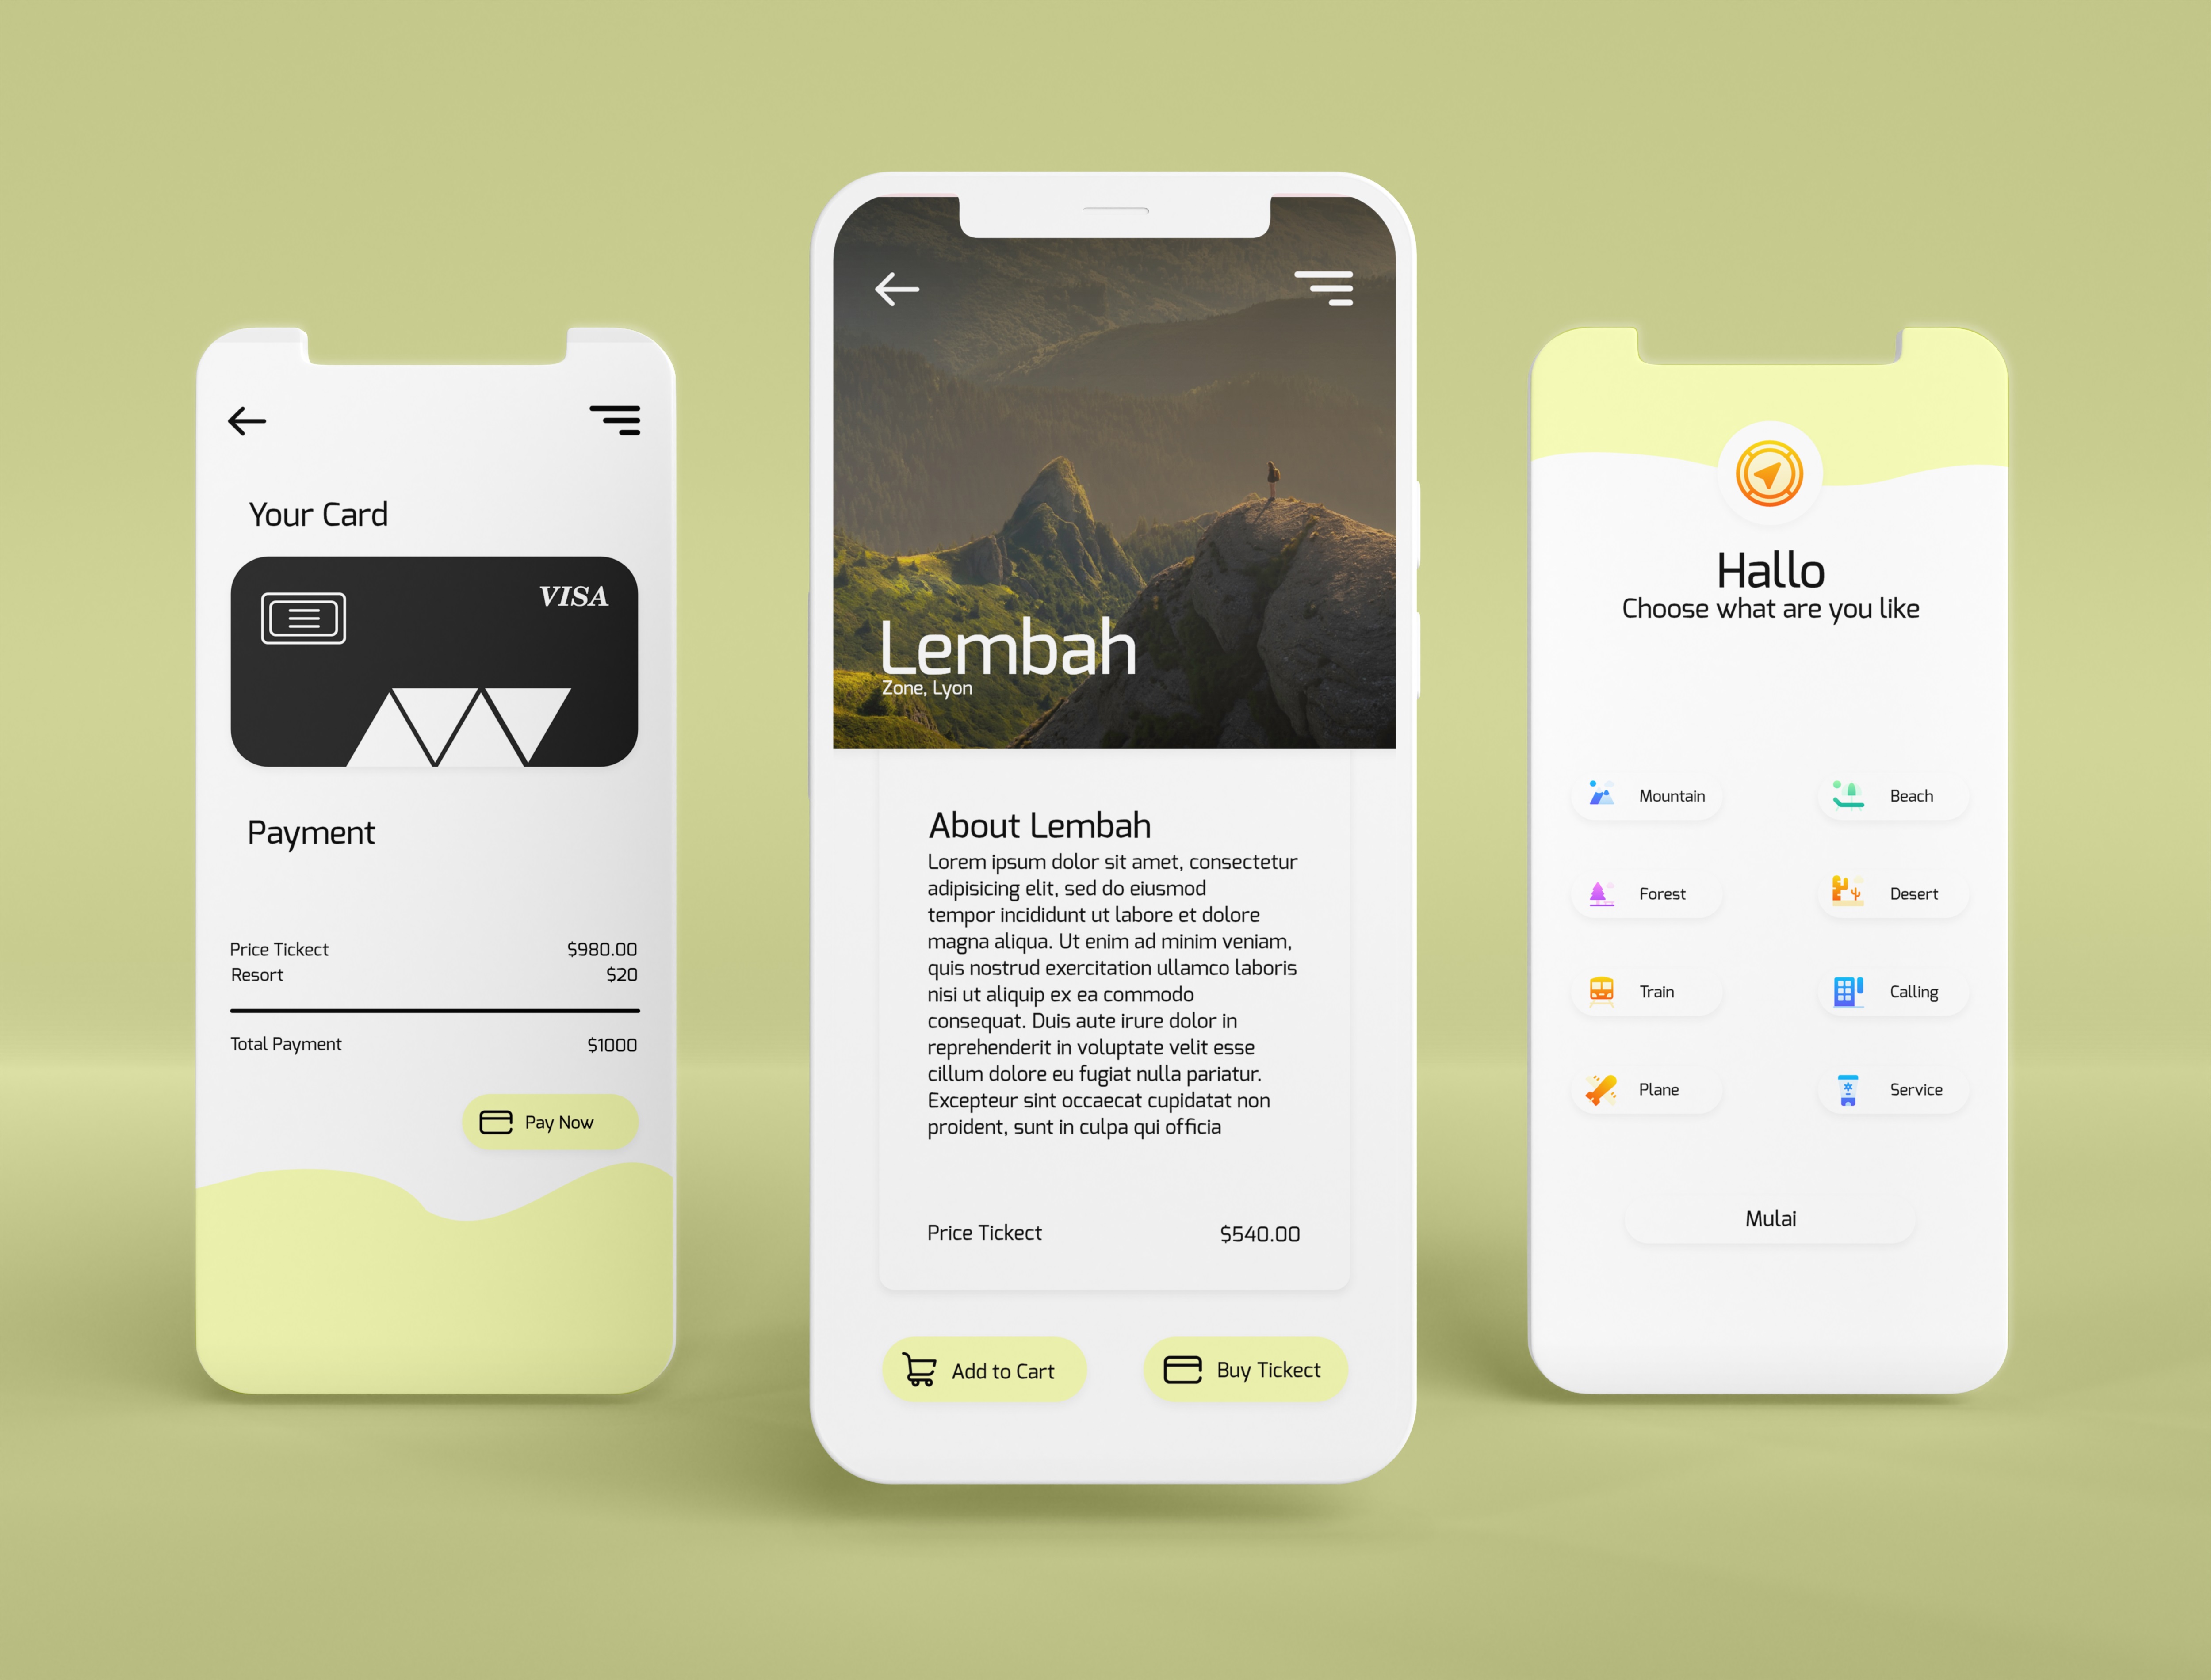 Your Card
VISA
Payment
Price Tickect $980.00
Resort $20
Total Payment $1000
Pay Now
Lembah
Zone, Lyon
About Lembah
Lorem ipsum dolor sit amet, consectetur
adipisicing elit, sed do eiusmod
tempor incididunt ut labore et dolore
magna aliqua. Ut enim ad minim veniam,
quis nostrud exercitation ullamco laboris
nisi ut aliquip ex ea commodo
consequat. Duis aute irure dolor in
reprehenderit in voluptate velit esse
cillum dolore eu fugiat nulla pariatur.
Excepteur sint occaecat cupidatat non
proident, sunt in culpa qui officia
Price Tickect $540.00
Add to Cart
Buy Tickect
Hallo
Choose what are you like
Mountain
Beach
Forest
Desert
Train
Calling
Plane
Service
Mulai